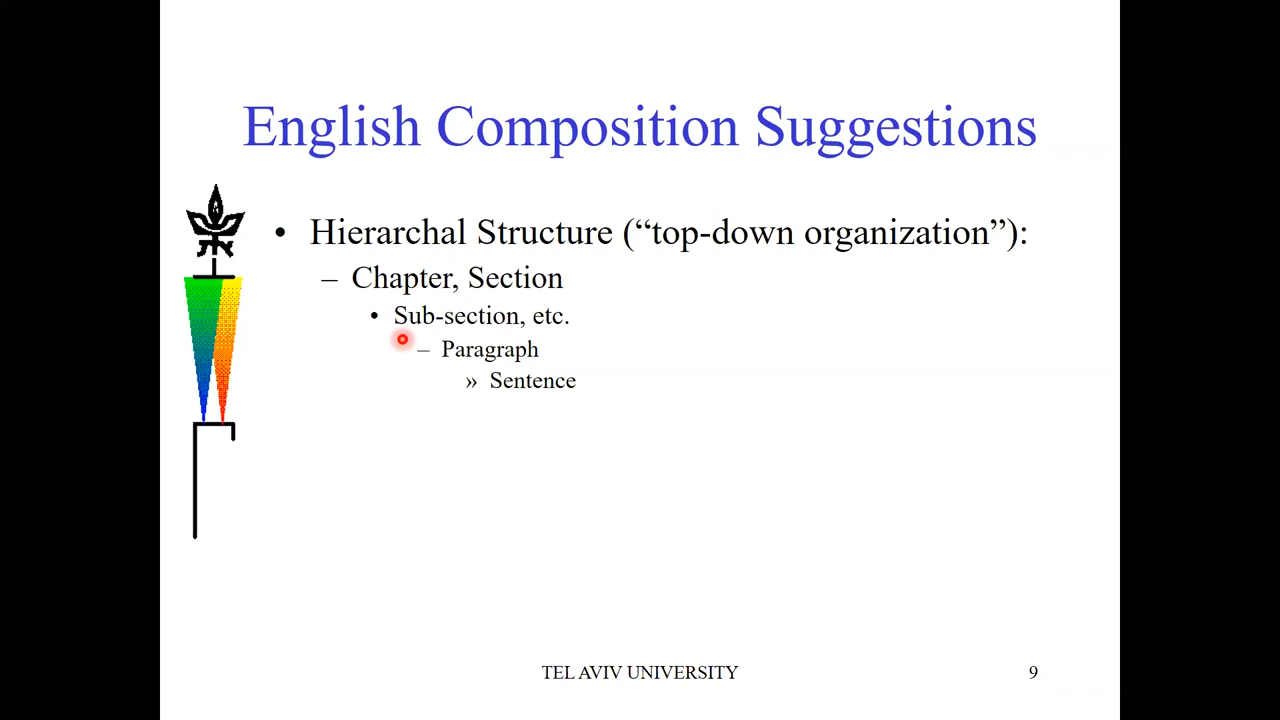 English Composition Suggestions
• Hierarchal Structure (“top-down organization”):
– Chapter, Section
• Sub-section, etc.
– Paragraph
» Sentence
TEL AVIV UNIVERSITY
9